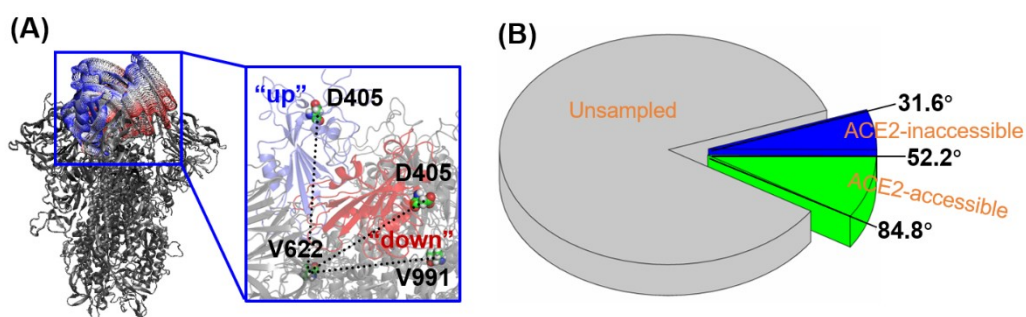 (A)
"up"
D405
D405
V622
"down"
V991
(B)
Unsampled
31.6°
ACE2-inaccessible
52.2°
ACE2-accessible
84.8°